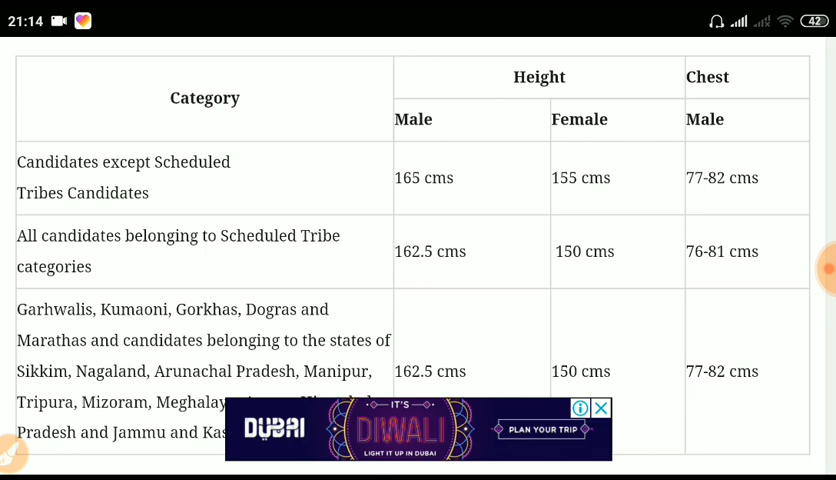 21:14
42
Category
Height
Chest
Male
Female
Male
Candidates except Scheduled
Tribes Candidates
165 cms
155 cms
77-82 cms
All candidates belonging to Scheduled Tribe
categories
162.5 cms
150 cms
76-81 cms
Garhwalis, Kumaoni, Gorkhas, Dogras and
Marathas and candidates belonging to the states of
Sikkim, Nagaland, Arunachal Pradesh, Manipur,
Tripura, Mizoram,
Pradesh and Jammu and
162.5 cms
150 cms
77-82 cms
DUBAI
IT'S
DIWALI
LIGHT IT UP IN DUBAI
PLAN YOUR TRIP